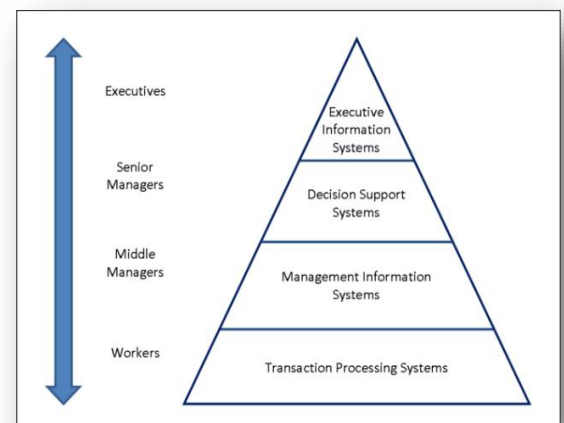 Executives
Executive
Information
Systems
Senior
Managers
Decision Support
Systems
Middle
Managers
Management Information
Systems
Workers
Transaction Processing Systems